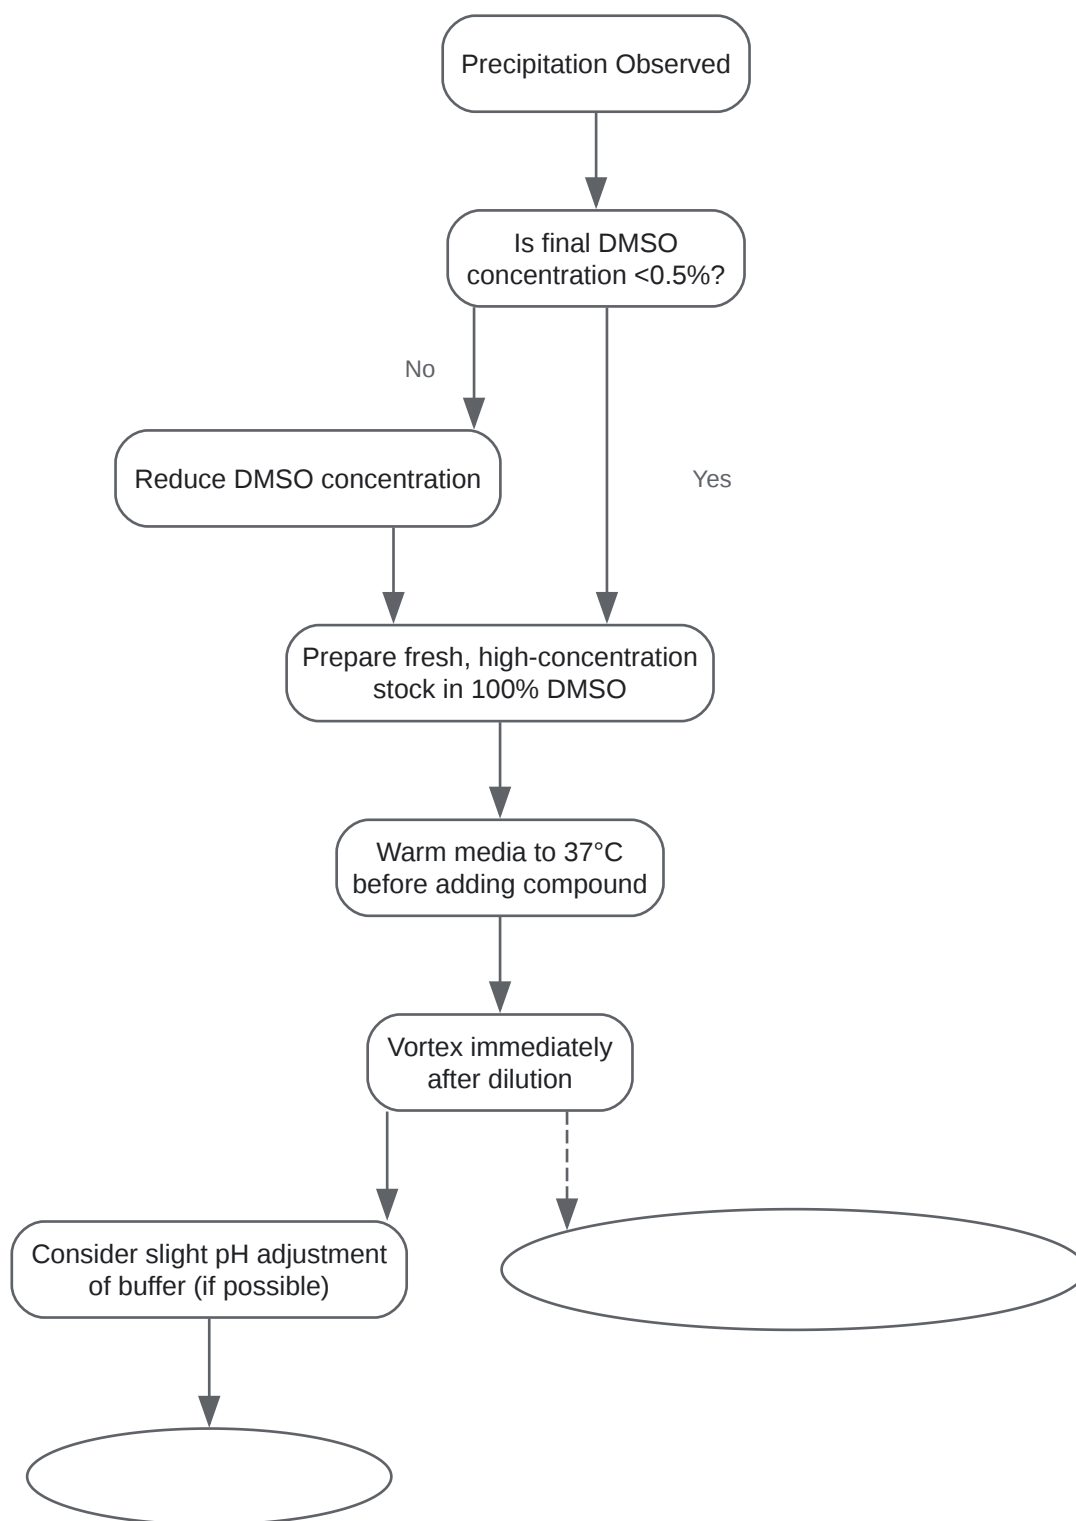 Precipitation Observed
Is final DMSO
concentration <0.5%?
No
Reduce DMSO concentration
Yes
Prepare fresh, high-concentration
stock in 100% DMSO
Warm media to 37°C
before adding compound
Vortex immediately
after dilution
Consider slight pH adjustment
of buffer (if possible)